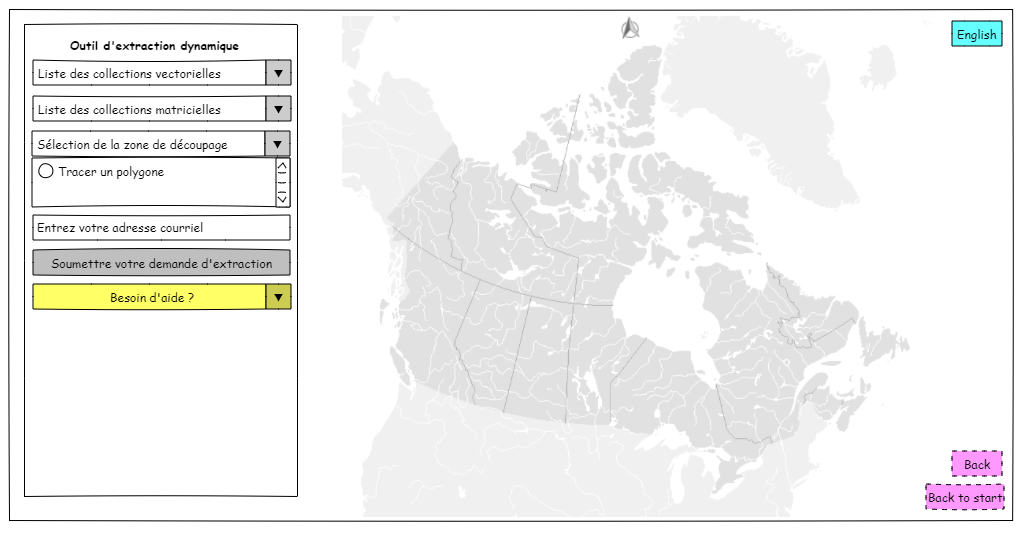 Outil d'extraction dynamique
Liste des collections vectorielles
Liste des collections matricielles
Sélection de la zone de découpage
Tracer un polygone
Entrez votre adresse courriel
Soumettre votre demande d'extraction
Besoin d'aide ?
English
Back
Back to start